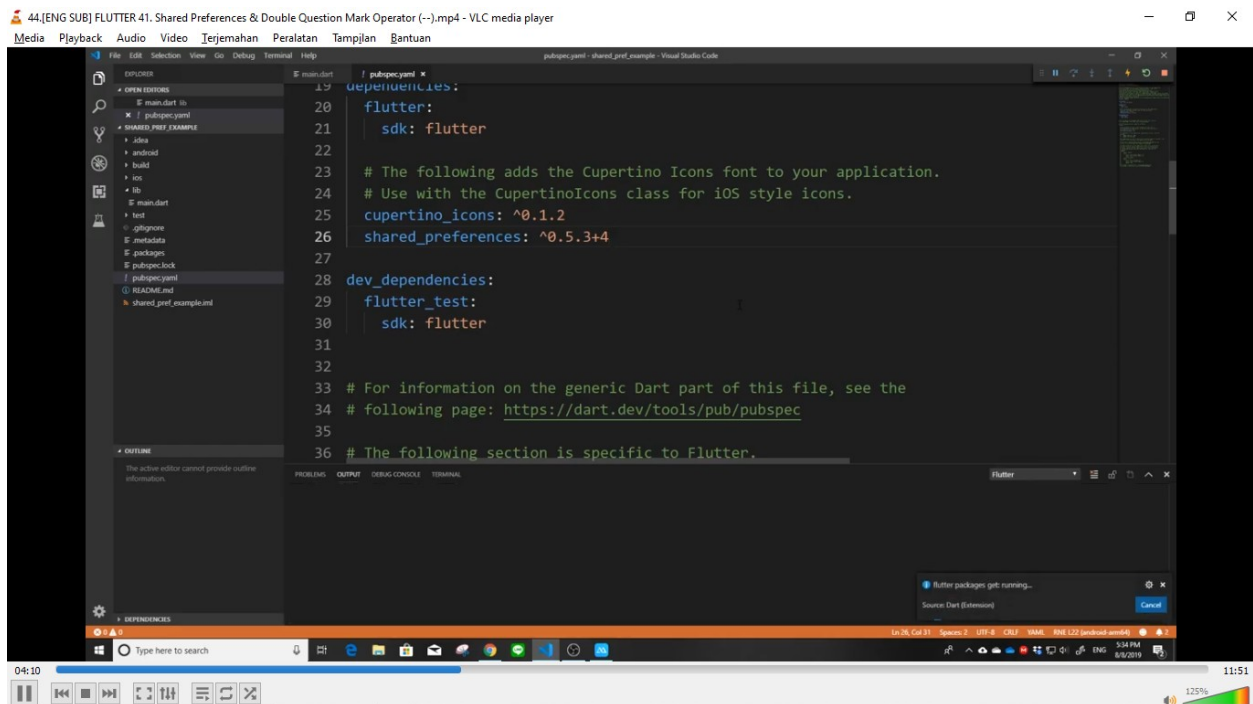 44.[ENG SUB] FLUTTER 41. Shared Preferences & Double Question Mark Operator (--).mp4 - VLC media player
Media Playback Audio Video Terjemahan Peralatan Tampilan Bantuan
File Edit Selection View Go Debug Terminal Help
pubspec.yaml - shared_pref_example - Visual Studio Code
EXPLORER
OPEN EDITORS
main.dart lib
pubspec.yaml
SHARED_PREF_EXAMPLE
.idea
android
build
ios
lib
main.dart
test
.gitignore
.metadata
.packages
pubspec.lock
pubspec.yaml
README.md
shared_pref_example.iml
OUTLINE
The active editor cannot provide outline
information.
DEPENDENCIES
main.dart
pubspec.yaml
19 dependencies:
20 flutter:
21 sdk: flutter
22
23 # The following adds the Cupertino Icons font to your application.
24 # Use with the CupertinoIcons class for iOS style icons.
25 cupertino_icons: ^0.1.2
26 shared_preferences: ^0.5.3+4
27
28 dev_dependencies:
29 flutter_test:
30 sdk: flutter
31
32
33 # For information on the generic Dart part of this file, see the
34 # following page: https://dart.dev/tools/pub/pubspec
35
36 # The following section is specific to Flutter.
PROBLEMS OUTPUT DEBUG CONSOLE TERMINAL
Flutter
flutter packages get: running...
Source: Dart (Extension)
Cancel
0 0
Ln 26, Col 31 Spaces: 2 UTF-8 CRLF YAML RNE L22 (android-arm64) 2
Type here to search
ENG
5:34 PM
8/8/2019
04:10
11:51
125%